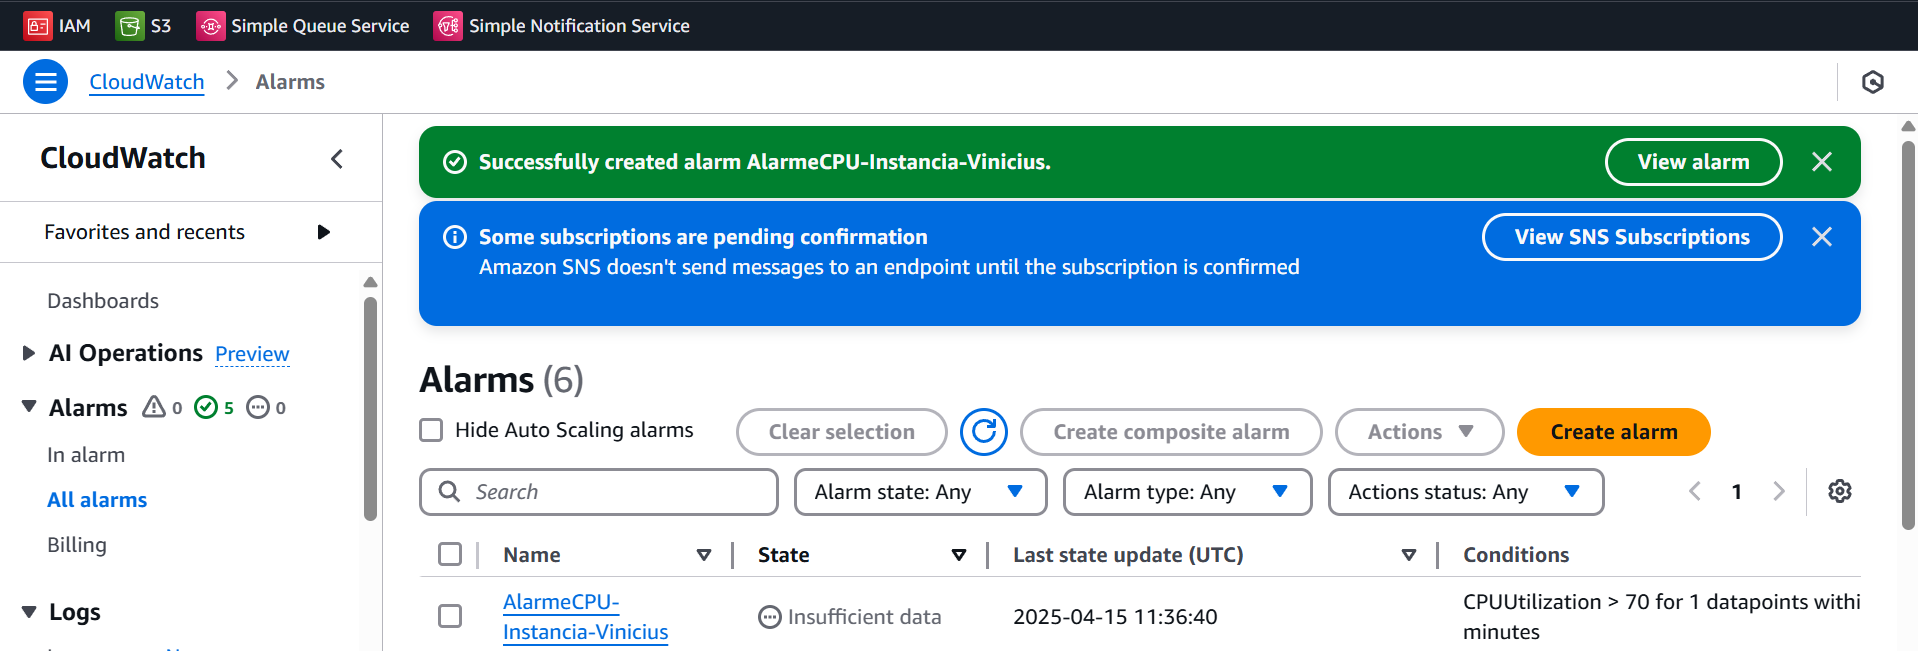 IAM S3 Simple Queue Service Simple Notification Service
CloudWatch Alarms
CloudWatch
Favorites and recents
Dashboards
AI Operations Preview
Alarms 0 5 0
In alarm
All alarms
Billing
Logs
Successfully created alarm AlarmeCPU-Instancia-Vinicius. View alarm
Some subscriptions are pending confirmation View SNS Subscriptions
Amazon SNS doesn't send messages to an endpoint until the subscription is confirmed
Alarms (6)
Hide Auto Scaling alarms Clear selection Create composite alarm Actions Create alarm
Search Alarm state: Any Alarm type: Any Actions status: Any 1
Name State Last state update (UTC) Conditions
AlarmeCPU-
Instancia-Vinicius Insufficient data 2025-04-15 11:36:40 CPUUtilization > 70 for 1 datapoints withi
minutes